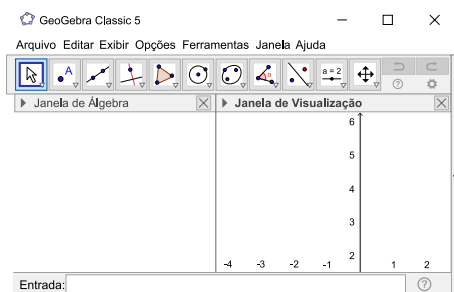 GeoGebra Classic 5
Arquivo Editar Exibir Opções Ferramentas Janela Ajuda
A
a = 2
Janela de Álgebra
Janela de Visualização
6
5
4
3
2
-4 -3 -2 -1 1 2
Entrada: